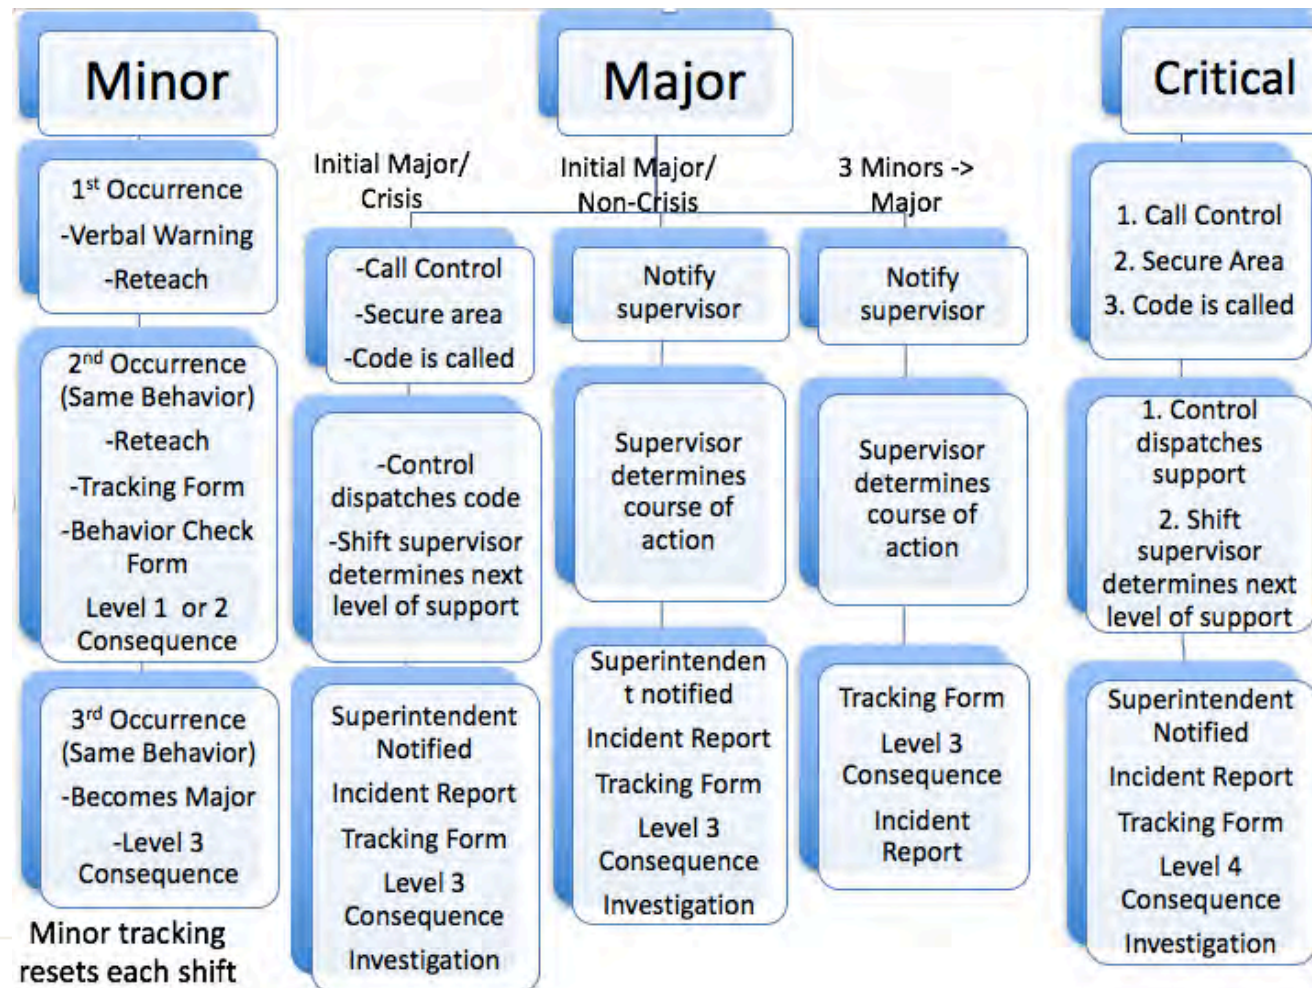 Minor
1st Occurrence
-Verbal Warning
-Reteach
2nd Occurrence
(Same Behavior)
-Reteach
-Tracking Form
-Behavior Check
Form
Level 1 or 2
Consequence
3rd Occurrence
(Same Behavior)
-Becomes Major
-Level 3
Consequence
Minor tracking
resets each shift
Major
Initial Major/
Crisis
-Call Control
-Secure area
-Code is called
-Control
dispatches code
-Shift supervisor
determines next
level of support
Superintendent
Notified
Incident Report
Tracking Form
Level 3
Consequence
Investigation
Initial Major/
Non-Crisis
Notify
supervisor
Supervisor
determines
course of
action
Superintenden
t notified
Incident Report
Tracking Form
Level 3
Consequence
Investigation
3 Minors ->
Major
Notify
supervisor
Supervisor
determines
course of
action
Tracking Form
Level 3
Consequence
Incident
Report
Critical
1. Call Control
2. Secure Area
3. Code is called
1. Control
dispatches
support
2. Shift
supervisor
determines next
level of support
Superintendent
Notified
Incident Report
Tracking Form
Level 4
Consequence
Investigation